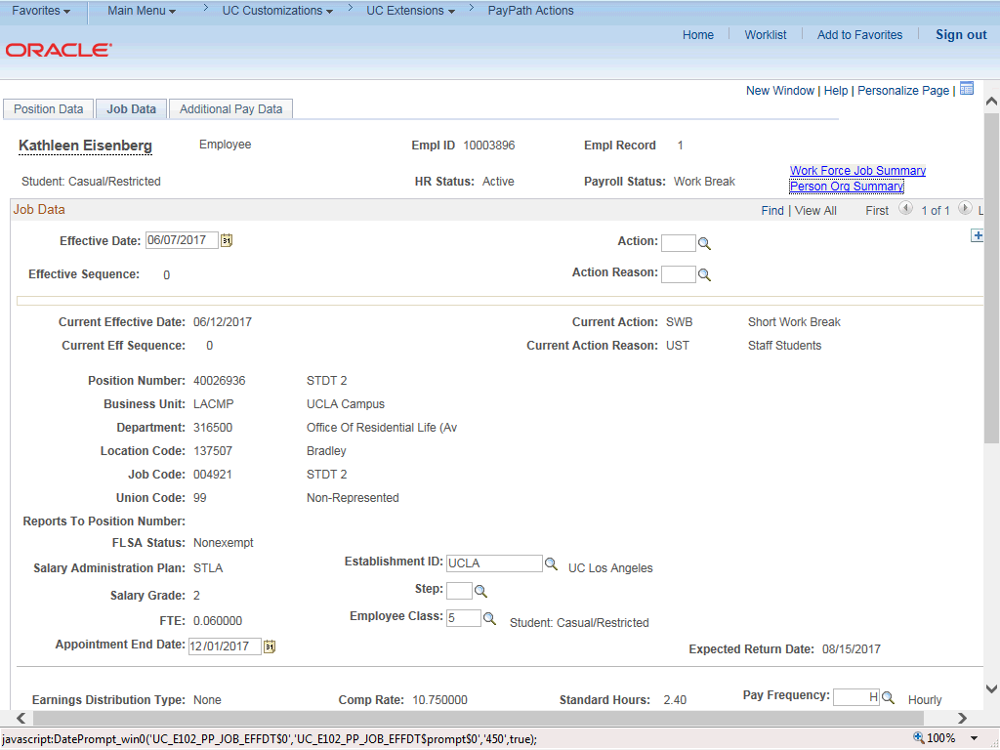 Favorites Main Menu > UC Customizations > UC Extensions > PayPath Actions
Home Worklist Add to Favorites Sign out
ORACLE
New Window | Help | Personalize Page |
Position Data Job Data Additional Pay Data
Kathleen Eisenberg Employee Empl ID 10003896 Empl Record 1
Work Force Job Summary
Student: Casual/Restricted HR Status: Active Payroll Status: Work Break Person Org Summary
Job Data Find | View All First 1 of 1 L
Effective Date: 06/07/2017 31 Action:
Effective Sequence: 0 Action Reason:
Current Effective Date: 06/12/2017 Current Action: SWB Short Work Break
Current Eff Sequence: 0 Current Action Reason: UST Staff Students
Position Number: 40026936 STDT 2
Business Unit: LACMP UCLA Campus
Department: 316500 Office Of Residential Life (Av
Location Code: 137507 Bradley
Job Code: 004921 STDT 2
Union Code: 99 Non-Represented
Reports To Position Number:
FLSA Status: Nonexempt
Salary Administration Plan: STLA Establishment ID: UCLA UC Los Angeles
Salary Grade: 2 Step:
FTE: 0.060000 Employee Class: 5 Student: Casual/Restricted
Appointment End Date: 12/01/2017 31 Expected Return Date: 08/15/2017
Earnings Distribution Type: None Comp Rate: 10.750000 Standard Hours: 2.40 Pay Frequency: H Hourly
javascript:DatePrompt_win0('UC_E102_PP_JOB_EFFDT$0','UC_E102_PP_JOB_EFFDT$prompt$0','450',true); 100%